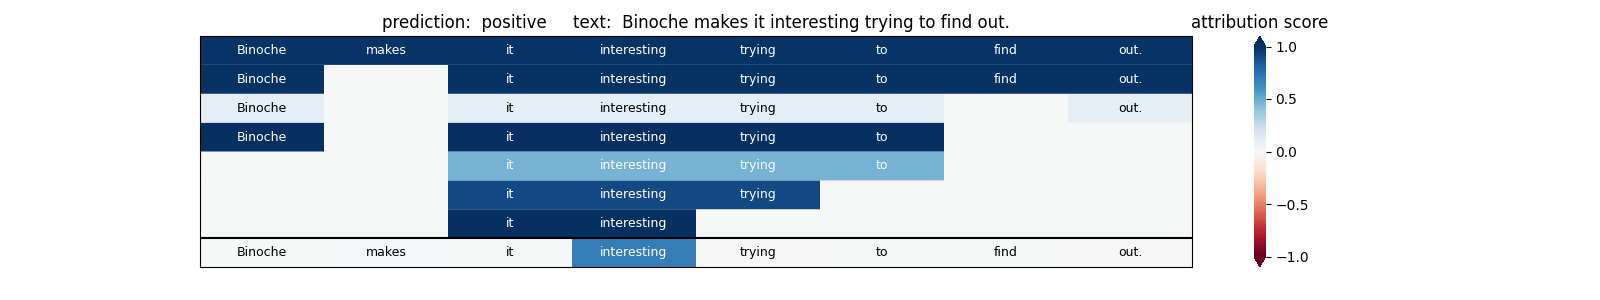 prediction: positive text: Binoche makes it interesting trying to find out. attribution score
Binoche makes it interesting trying to find out. 1.0
Binoche it interesting trying to find out.
Binoche it interesting trying to out. 0.5
Binoche it interesting trying to
it interesting trying to 0.0
it interesting trying
it interesting −0.5
Binoche makes it interesting trying to find out. −1.0